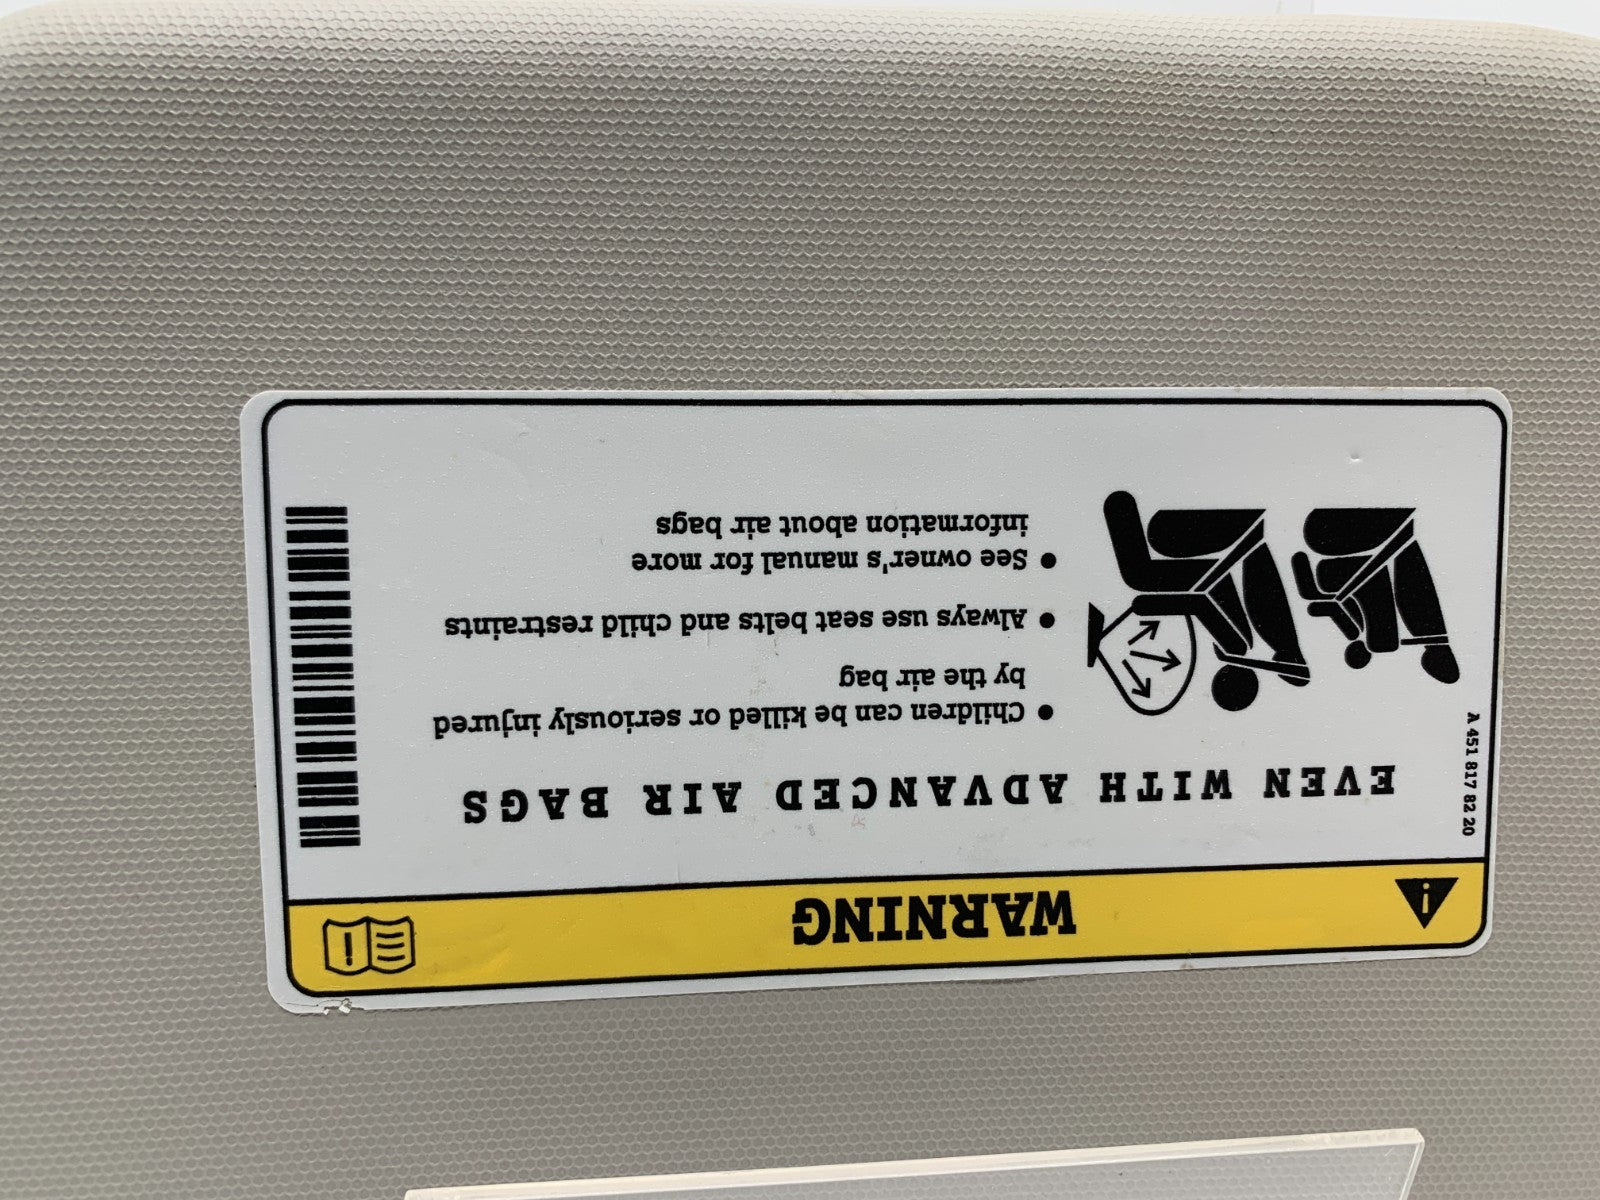 WARNING
EVEN WITH ADVANCED AIR BAGS
• Children can be killed or seriously injured
by the air bag
• Always use seat belts and child restraints
• See owner's manual for more
information about air bags
A 451 817 82 20